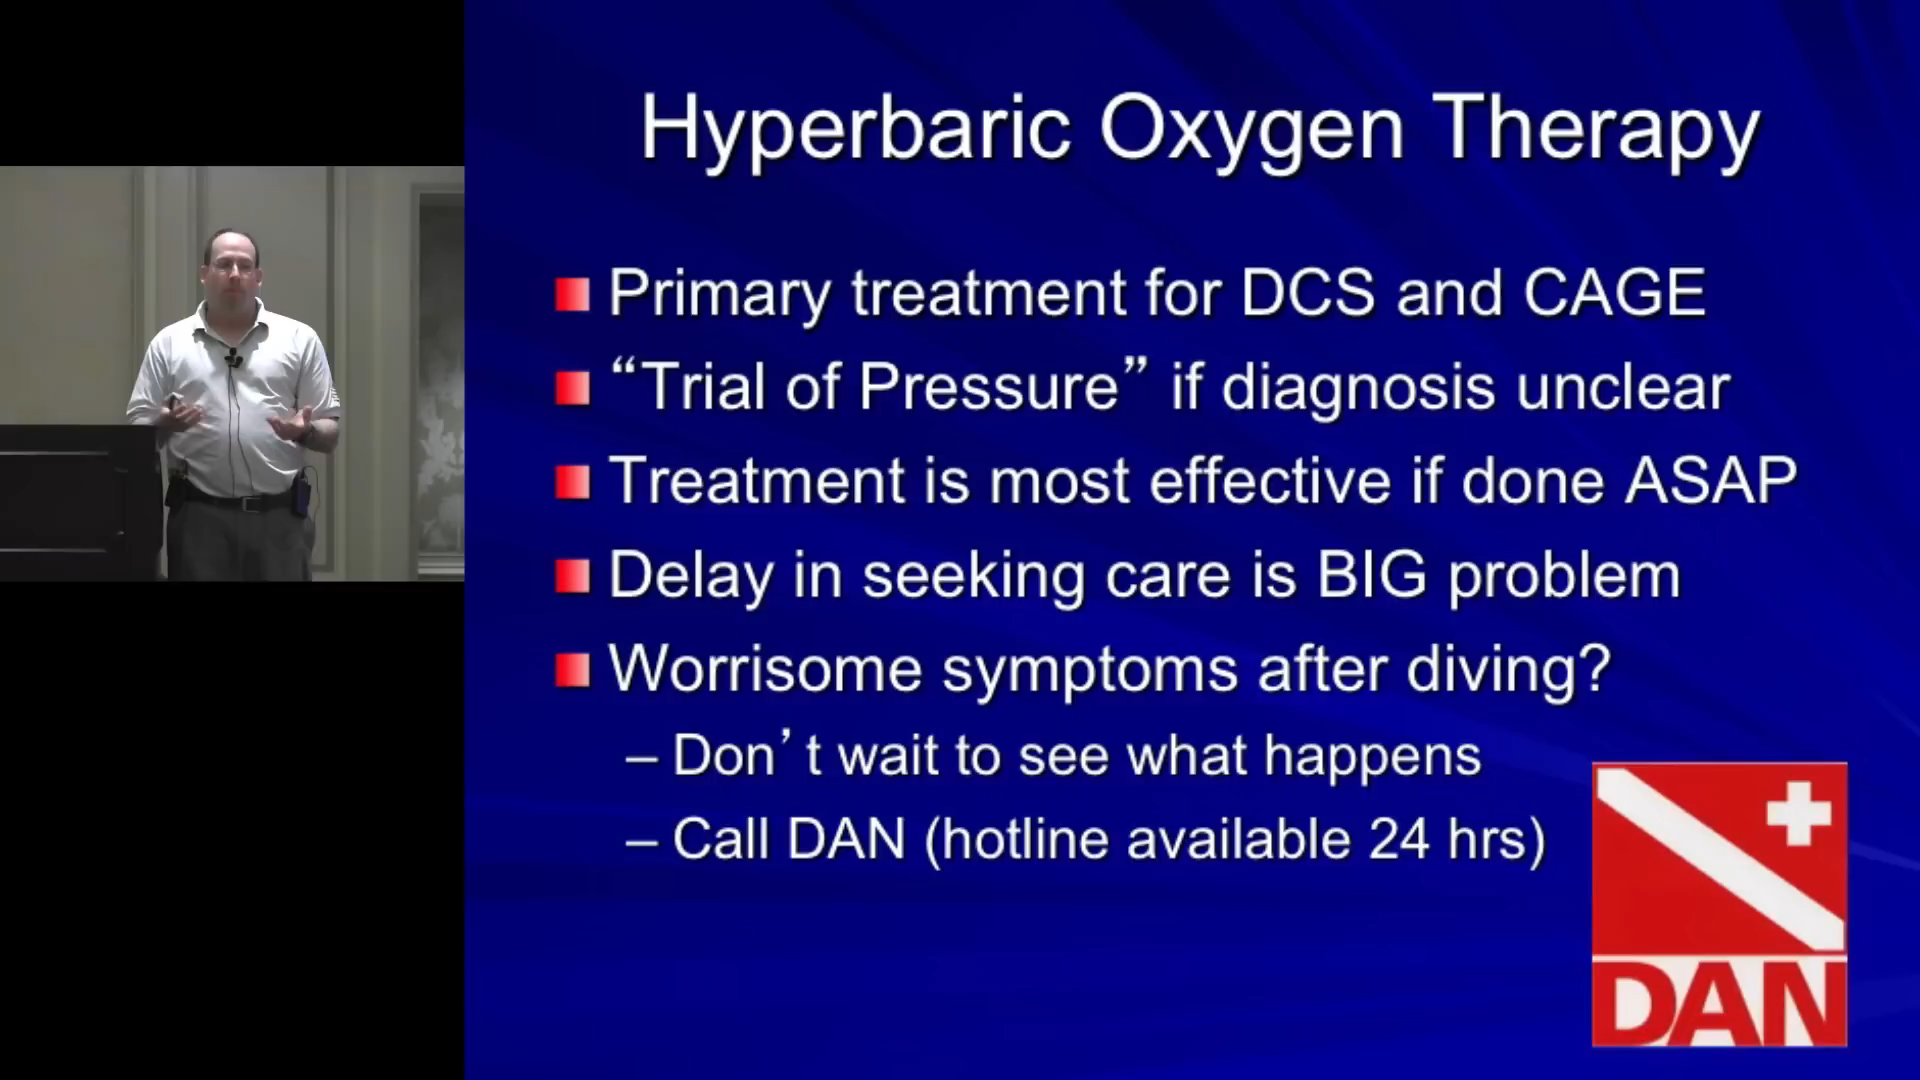 Hyperbaric Oxygen Therapy
Primary treatment for DCS and CAGE
“Trial of Pressure” if diagnosis unclear
Treatment is most effective if done ASAP
Delay in seeking care is BIG problem
Worrisome symptoms after diving?
– Don’t wait to see what happens
– Call DAN (hotline available 24 hrs)
DAN